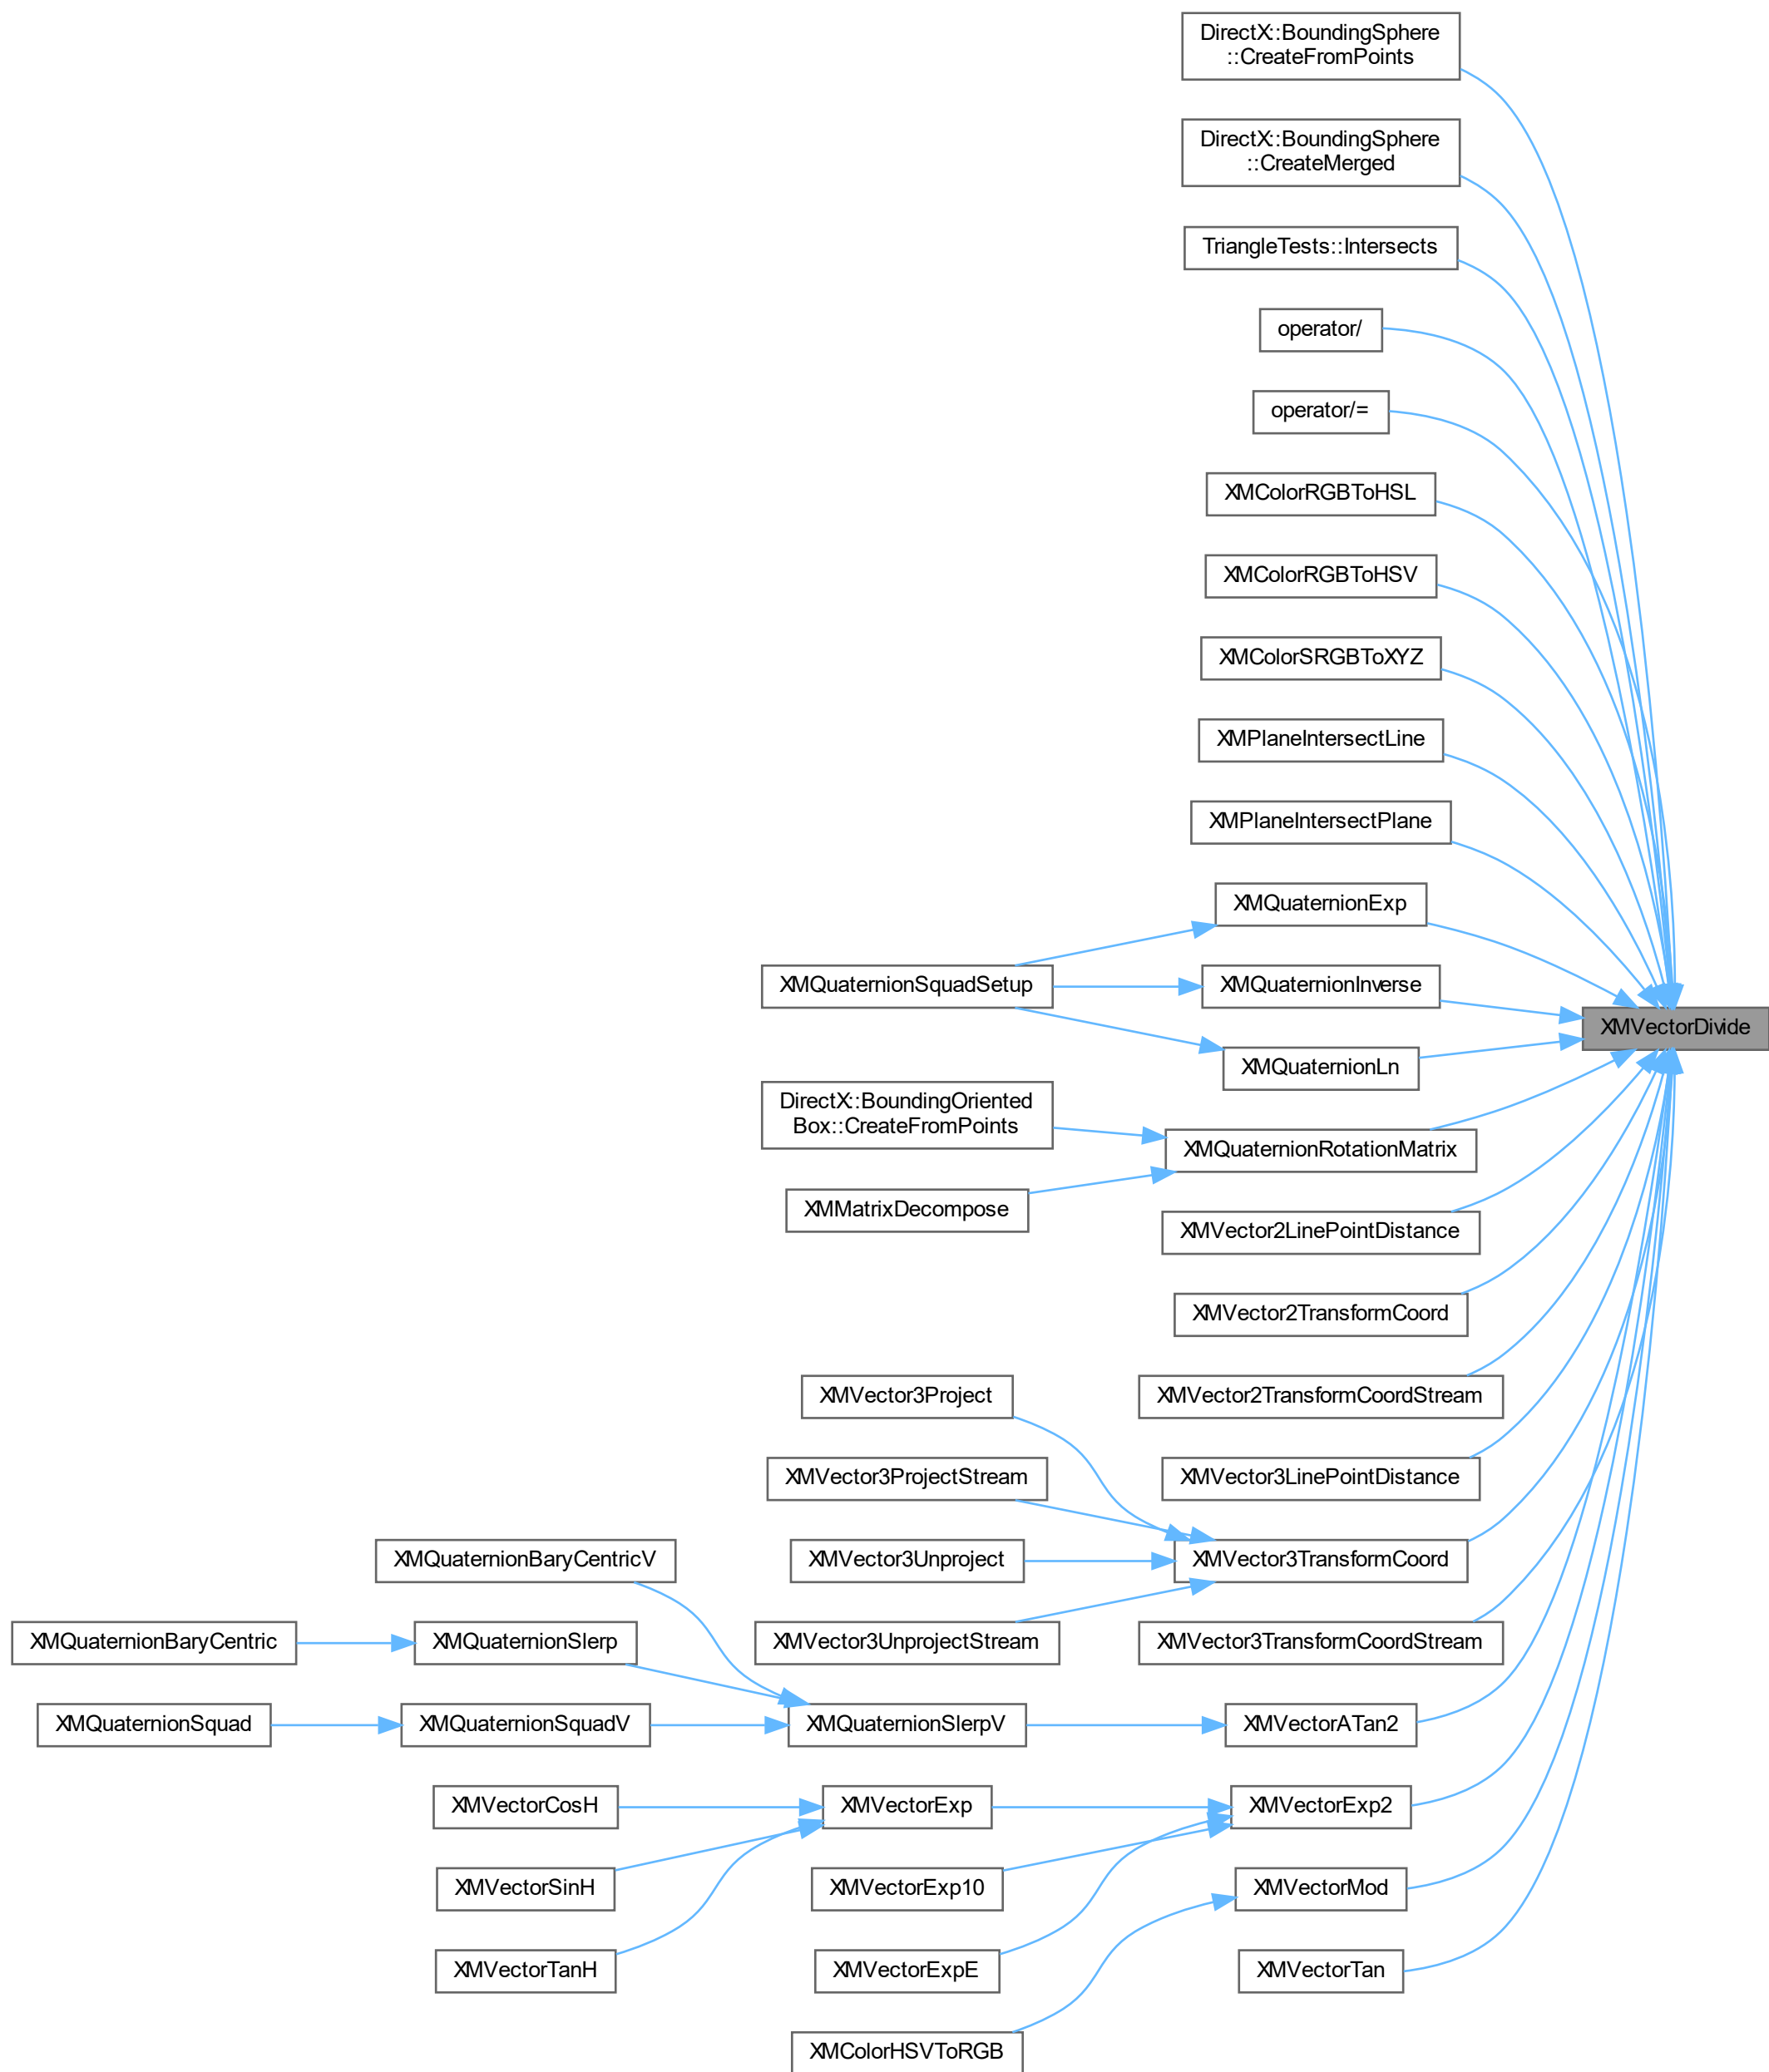 DirectX::BoundingSphere
::CreateFromPoints
DirectX::BoundingSphere
::CreateMerged
TriangleTests::Intersects
operator/
operator/=
XMColorRGBToHSL
XMColorRGBToHSV
XMColorSRGBToXYZ
XMPlaneIntersectLine
XMPlaneIntersectPlane
XMQuaternionExp
XMQuaternionSquadSetup
XMQuaternionInverse
XMVectorDivide
XMQuaternionLn
DirectX::BoundingOriented
Box::CreateFromPoints
XMQuaternionRotationMatrix
XMMatrixDecompose
XMVector2LinePointDistance
XMVector2TransformCoord
XMVector3Project
XMVector2TransformCoordStream
XMVector3ProjectStream
XMVector3LinePointDistance
XMQuaternionBaryCentricV
XMVector3Unproject
XMVector3TransformCoord
XMQuaternionBaryCentric
XMQuaternionSlerp
XMVector3UnprojectStream
XMVector3TransformCoordStream
XMQuaternionSquad
XMQuaternionSquadV
XMQuaternionSlerpV
XMVectorATan2
XMVectorCosH
XMVectorExp
XMVectorExp2
XMVectorSinH
XMVectorExp10
XMVectorMod
XMVectorTanH
XMVectorExpE
XMVectorTan
XMColorHSVToRGB